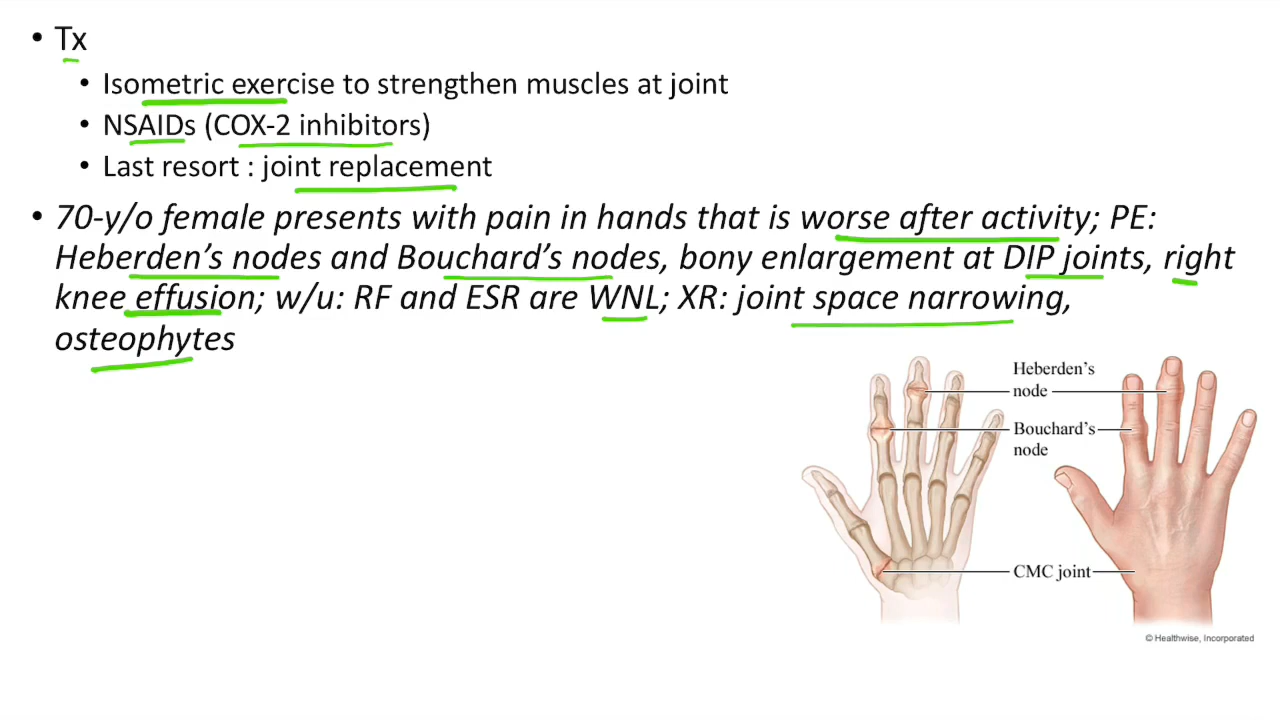 • Tx
• Isometric exercise to strengthen muscles at joint
• NSAIDs (COX-2 inhibitors)
• Last resort : joint replacement
• 70-y/o female presents with pain in hands that is worse after activity; PE:
Heberden’s nodes and Bouchard’s nodes, bony enlargement at DIP joints, right
knee effusion; w/u: RF and ESR are WNL; XR: joint space narrowing,
osteophytes
Heberden’s
node
Bouchard’s
node
CMC joint
© Healthwise, Incorporated